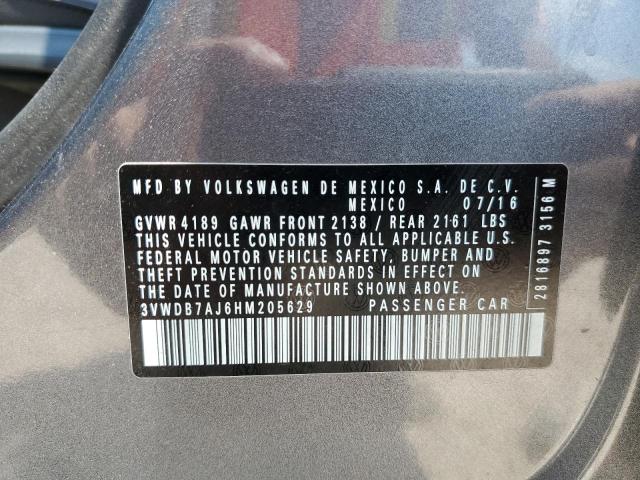 MFD BY VOLKSWAGEN DE MEXICO S.A. DE C.V.
MEXICO 07/16
GVWR 4189 GAWR FRONT 2138 / REAR 2161 LBS
THIS VEHICLE CONFORMS TO ALL APPLICABLE U.S.
FEDERAL MOTOR VEHICLE SAFETY, BUMPER AND
THEFT PREVENTION STANDARDS IN EFFECT ON
THE DATE OF MANUFACTURE SHOWN ABOVE.
3VWDB7AJ6HM205629 PASSENGER CAR
2816897 3156 M